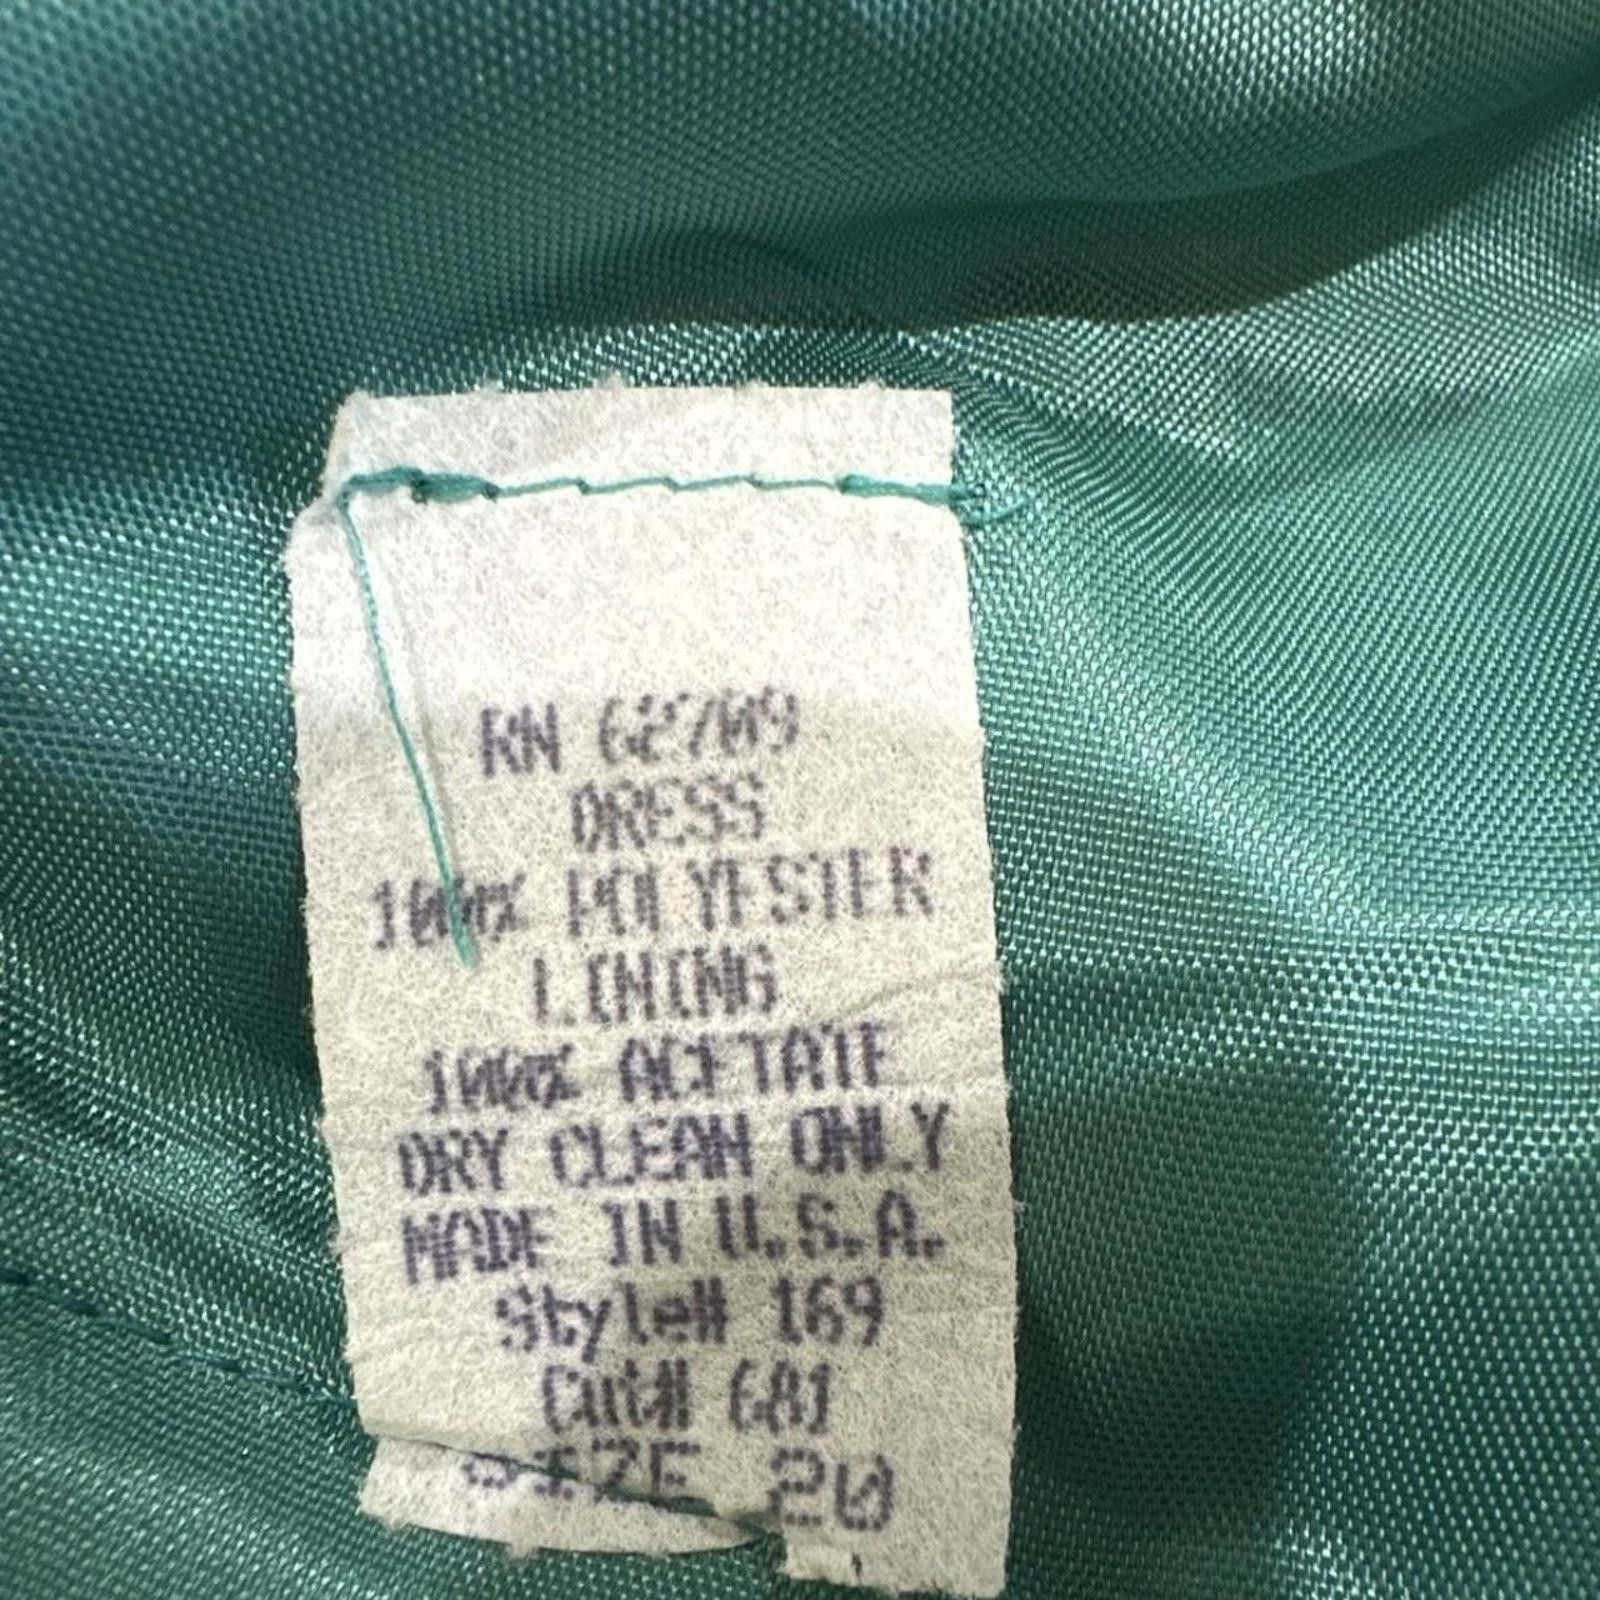 RN 62709
DRESS
100% POLYESTER
LINING
100% ACETATE
DRY CLEAN ONLY
MADE IN U.S.A.
Style# 169
Cut# 681
SIZE 20